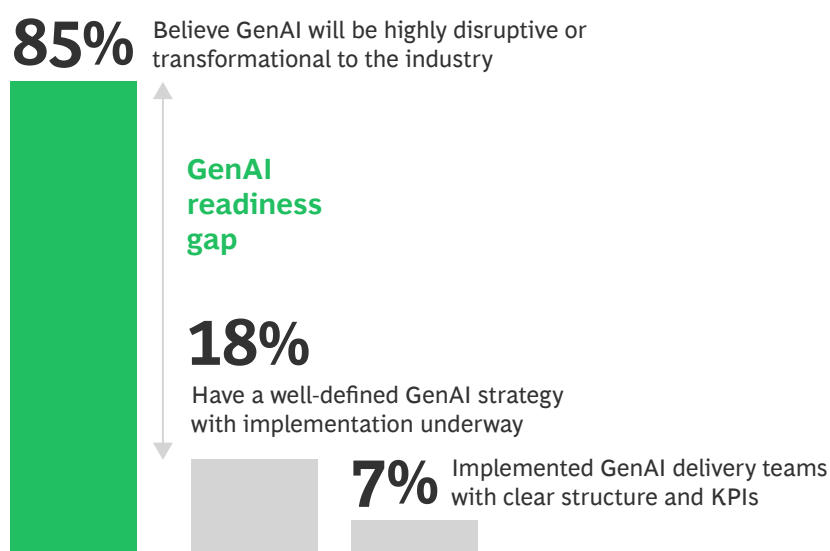 85%
Believe GenAI will be highly disruptive or
transformational to the industry
GenAI
readiness
gap
18%
Have a well-defined GenAI strategy
with implementation underway
7%
Implemented GenAI delivery teams
with clear structure and KPIs